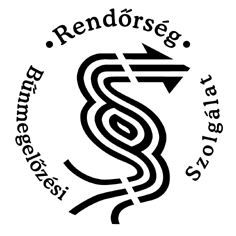 · Rendőrség ·
Bűnmegelőzési
Szolgálat